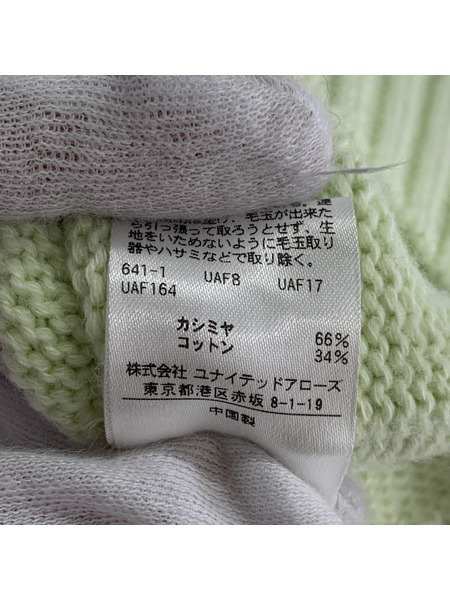 け、毛玉が出来た
ら引っ張って取ろうとせず、生
地をいためないように毛玉取り
器やハサミなどで取り除く。
641-1 UAF8 UAF17
UAF164
カシミヤ 66%
コットン 34%
株式会社 ユナイテッドアローズ
東京都港区赤坂 8-1-19
中国製